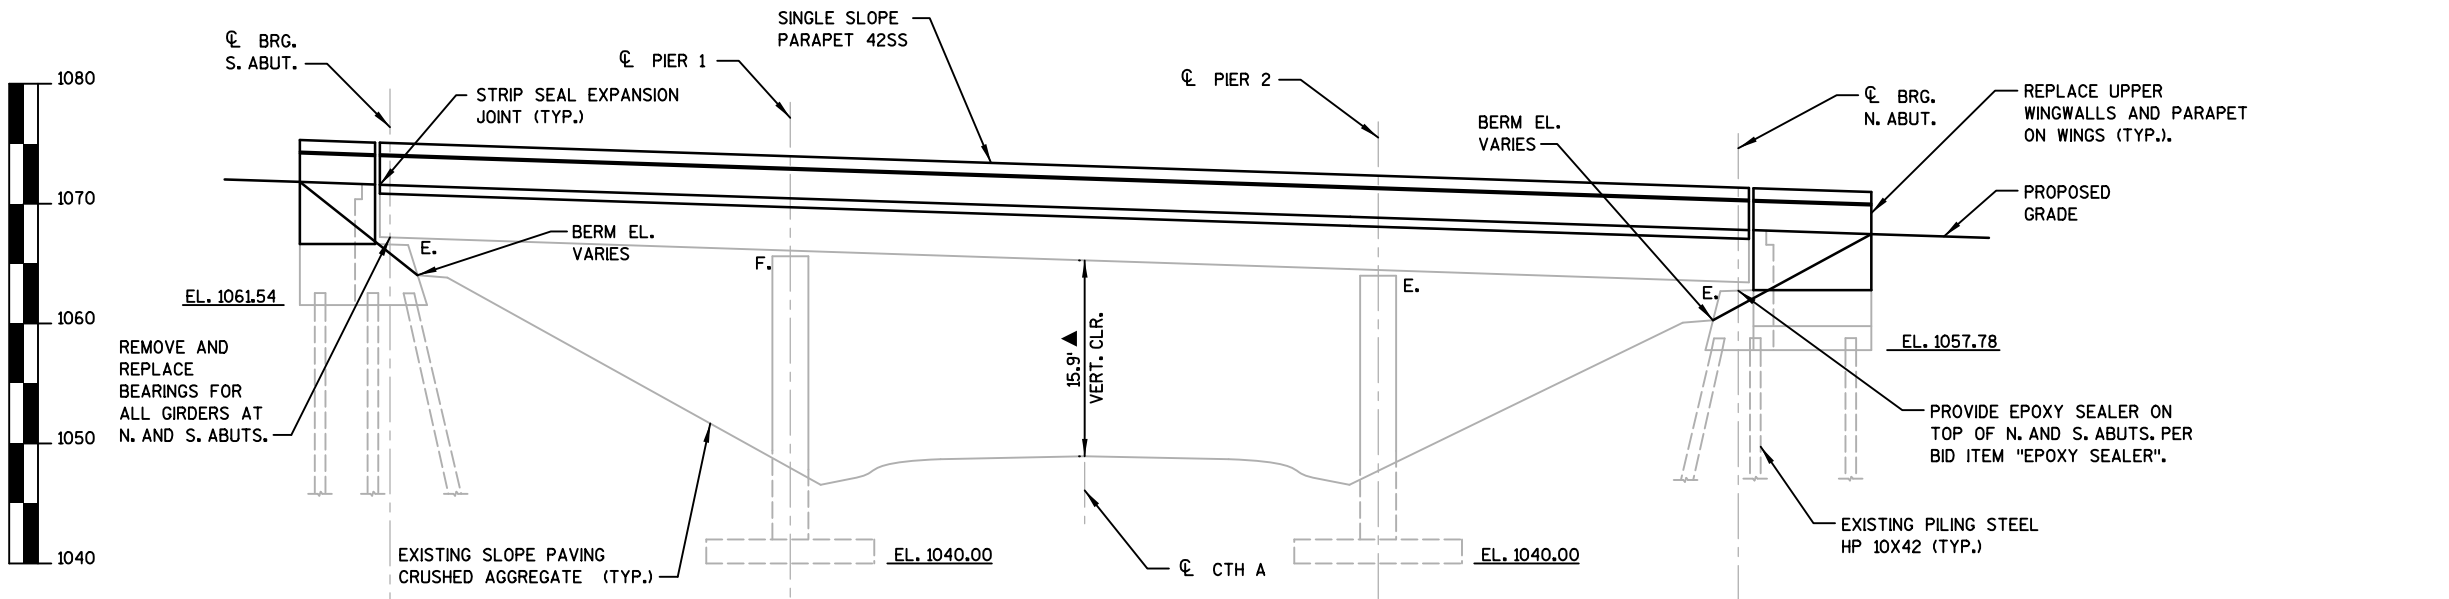 SINGLE SLOPE
PARAPET 42SS
℄ BRG.
S. ABUT.
℄ PIER 1
℄ PIER 2
1080
STRIP SEAL EXPANSION
JOINT (TYP.)
BERM EL.
VARIES
℄ BRG.
N. ABUT.
REPLACE UPPER
WINGWALLS AND PARAPET
ON WINGS (TYP.).
1070
PROPOSED
GRADE
BERM EL.
VARIES
E.
F.
E.
E.
EL. 1061.54
1060
15.9' ▲
VERT. CLR.
EL. 1057.78
REMOVE AND
REPLACE
BEARINGS FOR
ALL GIRDERS AT
N. AND S. ABUTS.
1050
PROVIDE EPOXY SEALER ON
TOP OF N. AND S. ABUTS. PER
BID ITEM "EPOXY SEALER".
EXISTING PILING STEEL
HP 10X42 (TYP.)
1040
EXISTING SLOPE PAVING
CRUSHED AGGREGATE (TYP.)
EL. 1040.00
℄ CTH A
EL. 1040.00